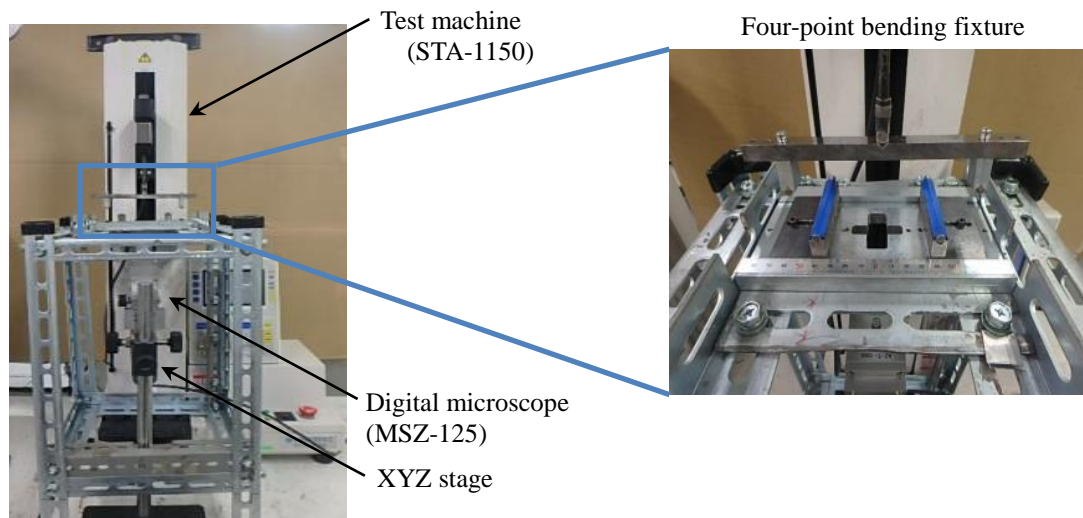 Test machine
(STA-1150)
Four-point bending fixture
Digital microscope
(MSZ-125)
XYZ stage